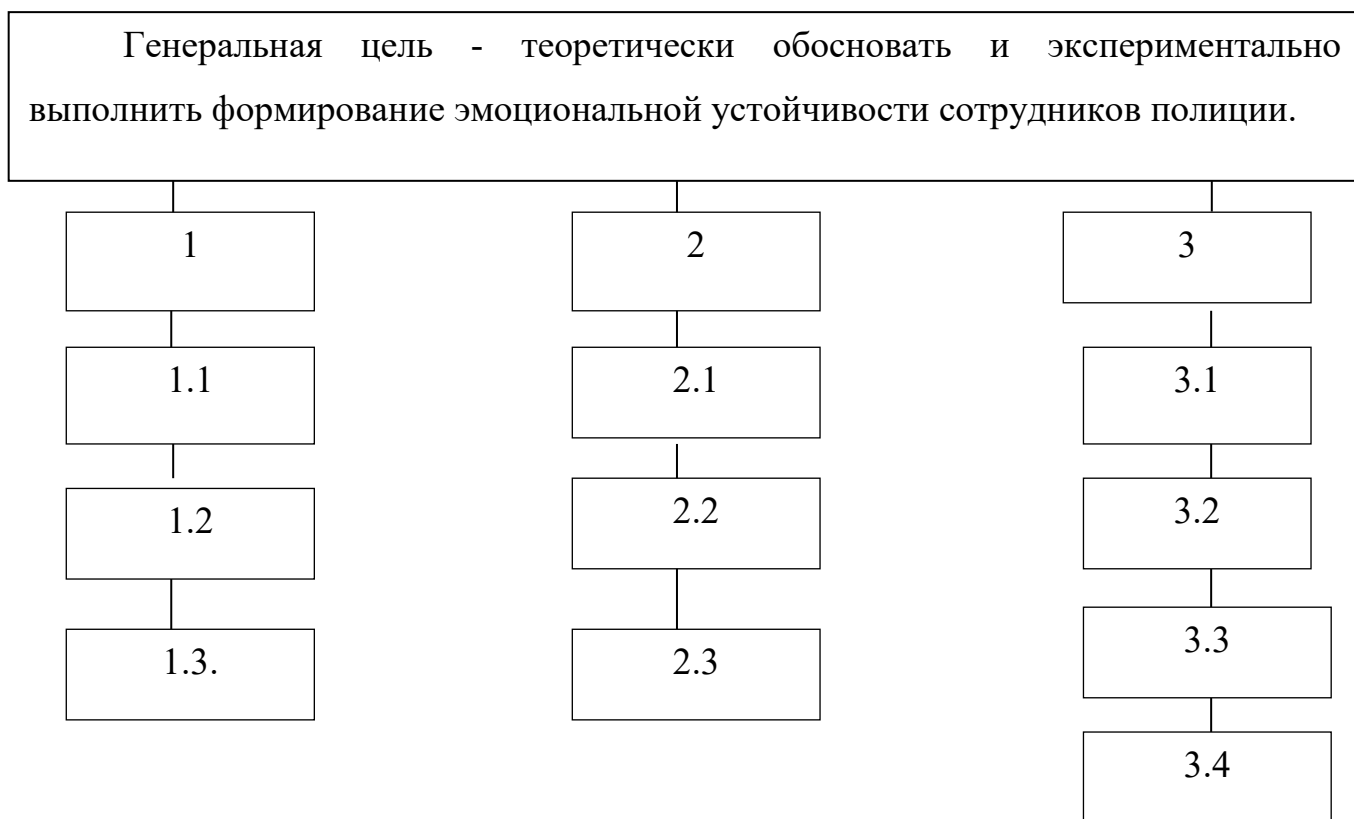 Генеральная цель - теоретически обосновать и экспериментально
выполнить формирование эмоциональной устойчивости сотрудников полиции.
1 2 3
1.1 2.1 3.1
1.2 2.2 3.2
1.3. 2.3 3.3
3.4